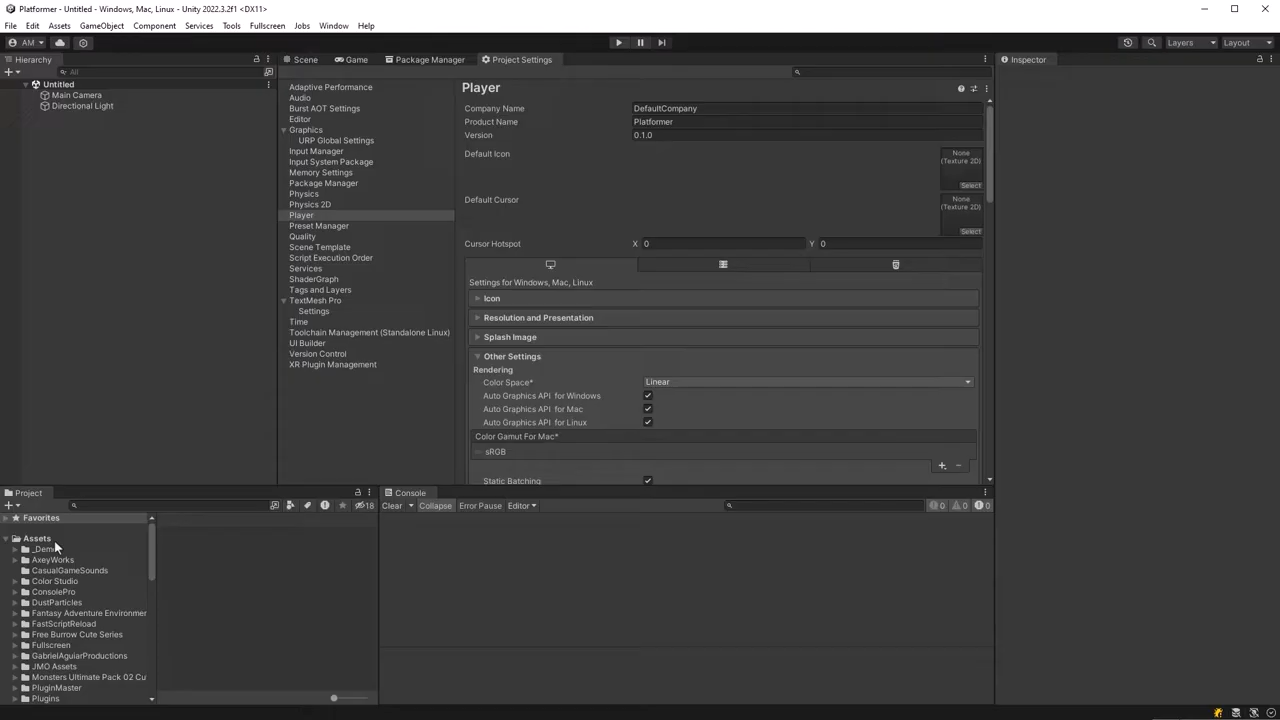 Platformer - Untitled - Windows, Mac, Linux - Unity 2022.3.2f1 <DX11>
File Edit Assets GameObject Component Services Tools Fullscreen Jobs Window Help
AM
Layers
Layout
Hierarchy
Scene
Game
Package Manager
Project Settings
Inspector
All
Untitled
Main Camera
Directional Light
Adaptive Performance
Audio
Burst AOT Settings
Editor
Graphics
URP Global Settings
Input Manager
Input System Package
Memory Settings
Package Manager
Physics
Physics 2D
Player
Preset Manager
Quality
Scene Template
Script Execution Order
Services
ShaderGraph
Tags and Layers
TextMesh Pro
Settings
Time
Toolchain Management (Standalone Linux)
UI Builder
Version Control
XR Plugin Management
Player
Company Name DefaultCompany
Product Name Platformer
Version 0.1.0
Default Icon
None
(Texture 2D)
Select
Default Cursor
None
(Texture 2D)
Select
Cursor Hotspot X 0 Y 0
Settings for Windows, Mac, Linux
Icon
Resolution and Presentation
Splash Image
Other Settings
Rendering
Color Space* Linear
Auto Graphics API for Windows
Auto Graphics API for Mac
Auto Graphics API for Linux
Color Gamut For Mac*
sRGB
Static Batching
Project
18
Favorites
Assets
AxeyWorks
CasualGameSounds
Color Studio
ConsolePro
DustParticles
Fantasy Adventure Environmen
FastScriptReload
Free Burrow Cute Series
Fullscreen
GabrielAguiarProductions
JMO Assets
Monsters Ultimate Pack 02 Cu
PluginMaster
Plugins
Console
Clear Collapse Error Pause Editor
0 0 0